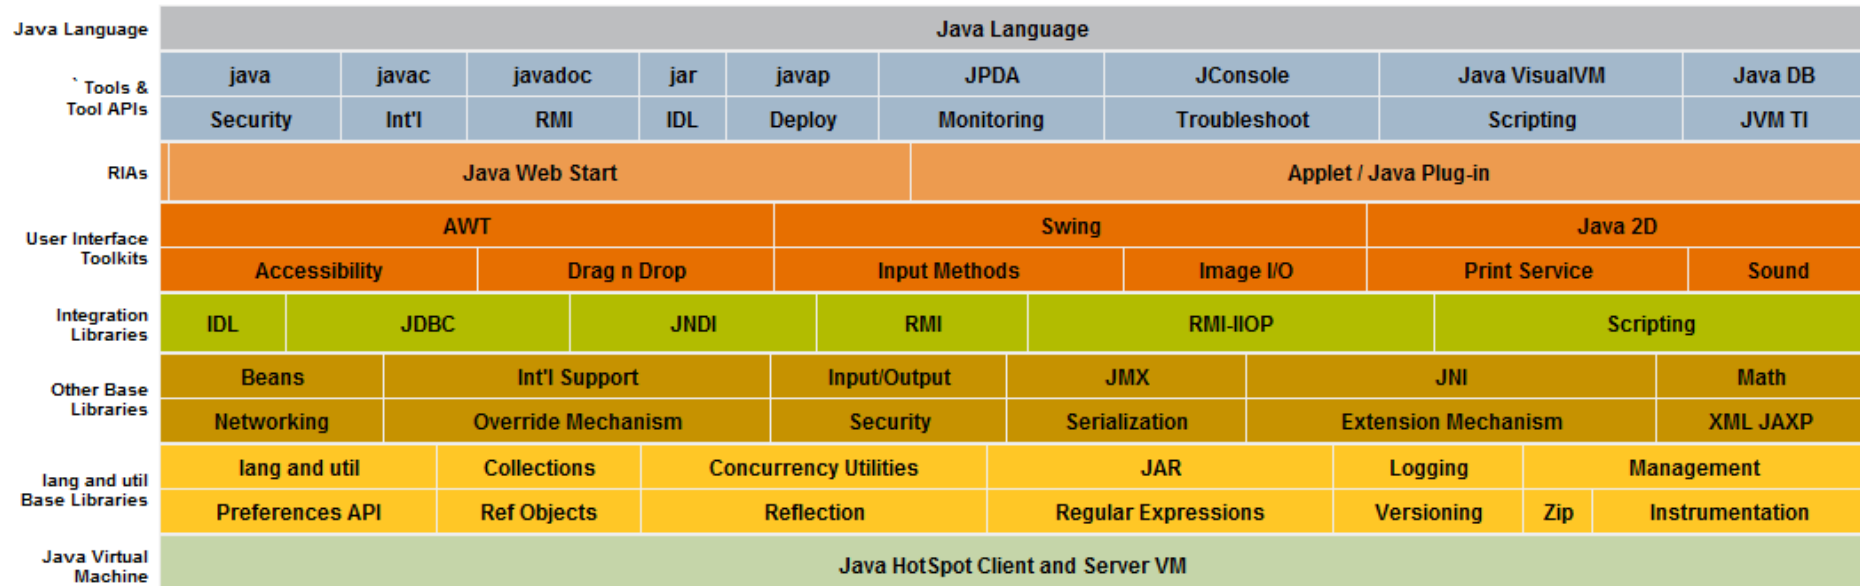 Java Language Java Language
` Tools &
Tool APIs
java javac javadoc jar javap JPDA JConsole Java VisualVM Java DB
Security Int'l RMI IDL Deploy Monitoring Troubleshoot Scripting JVM TI
RIAs Java Web Start Applet / Java Plug-in
User Interface
Toolkits
AWT Swing Java 2D
Accessibility Drag n Drop Input Methods Image I/O Print Service Sound
Integration
Libraries
IDL JDBC JNDI RMI RMI-IIOP Scripting
Other Base
Libraries
Beans Int'l Support Input/Output JMX JNI Math
Networking Override Mechanism Security Serialization Extension Mechanism XML JAXP
lang and util
Base Libraries
lang and util Collections Concurrency Utilities JAR Logging Management
Preferences API Ref Objects Reflection Regular Expressions Versioning Zip Instrumentation
Java Virtual
Machine
Java HotSpot Client and Server VM